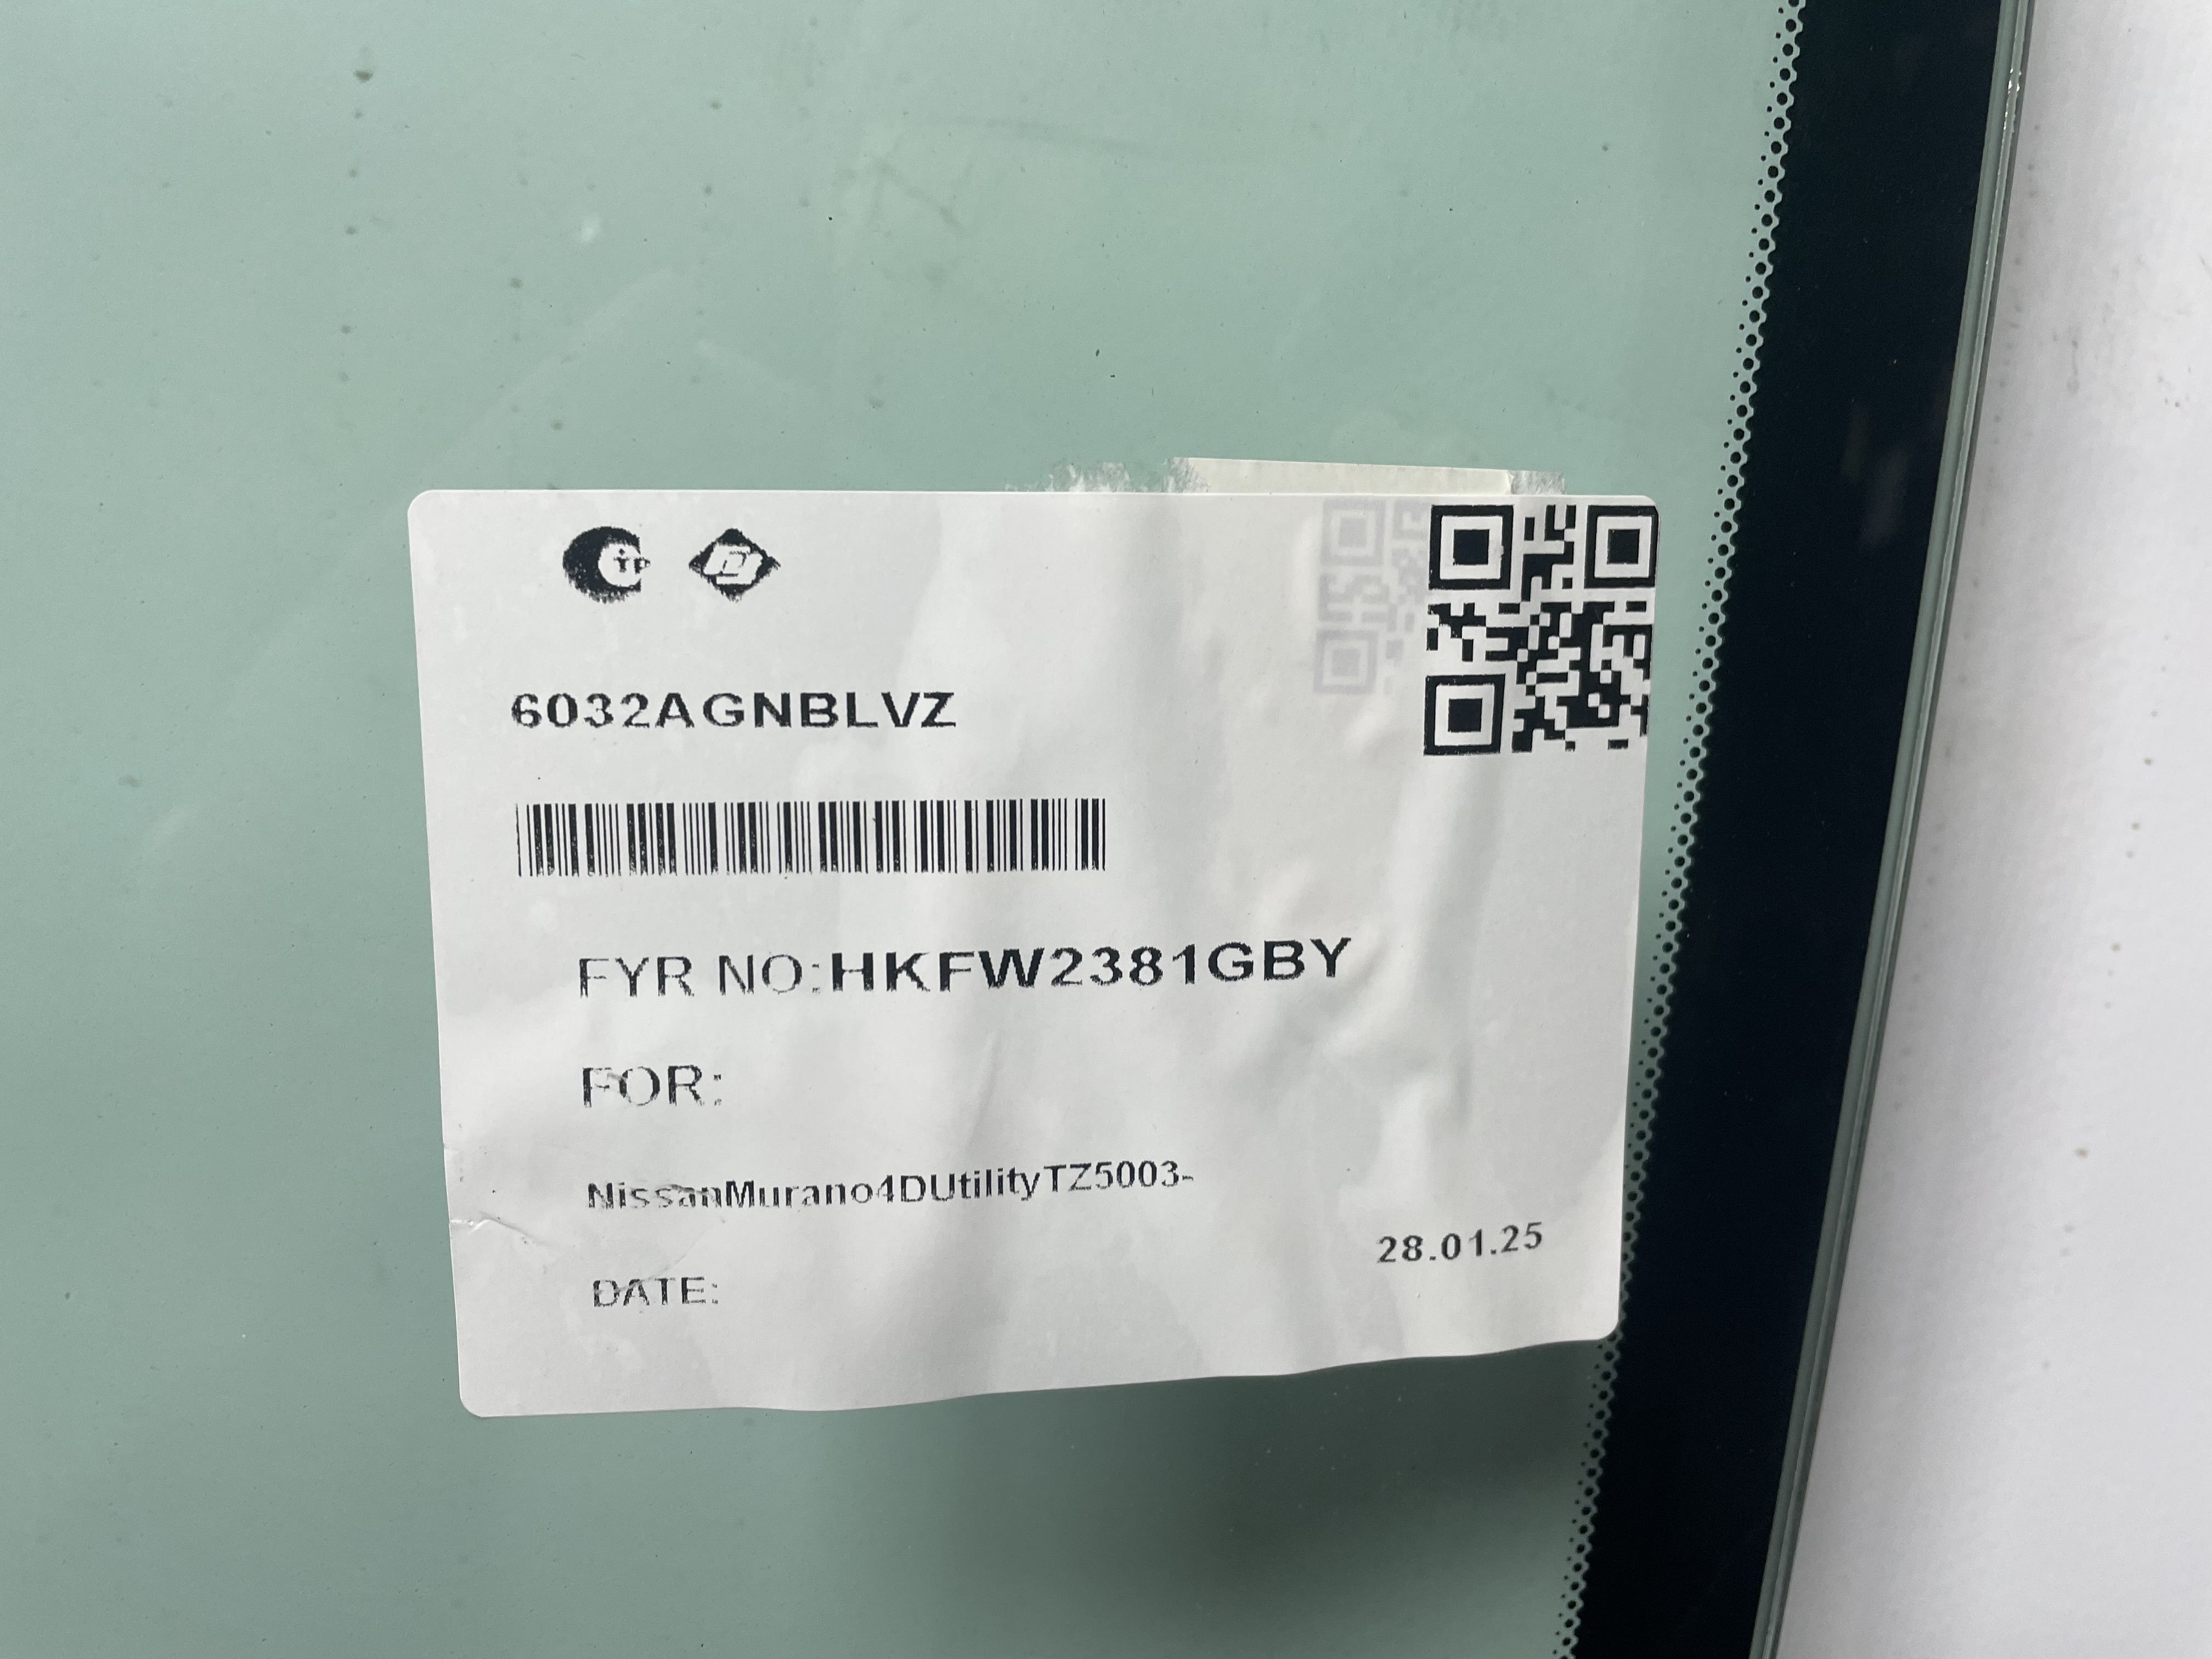 6032AGNBLVZ
FYR NO:HKFW2381GBY
FOR:
NissanMurano4DUtilityTZ5003-
28.01.25
DATE: